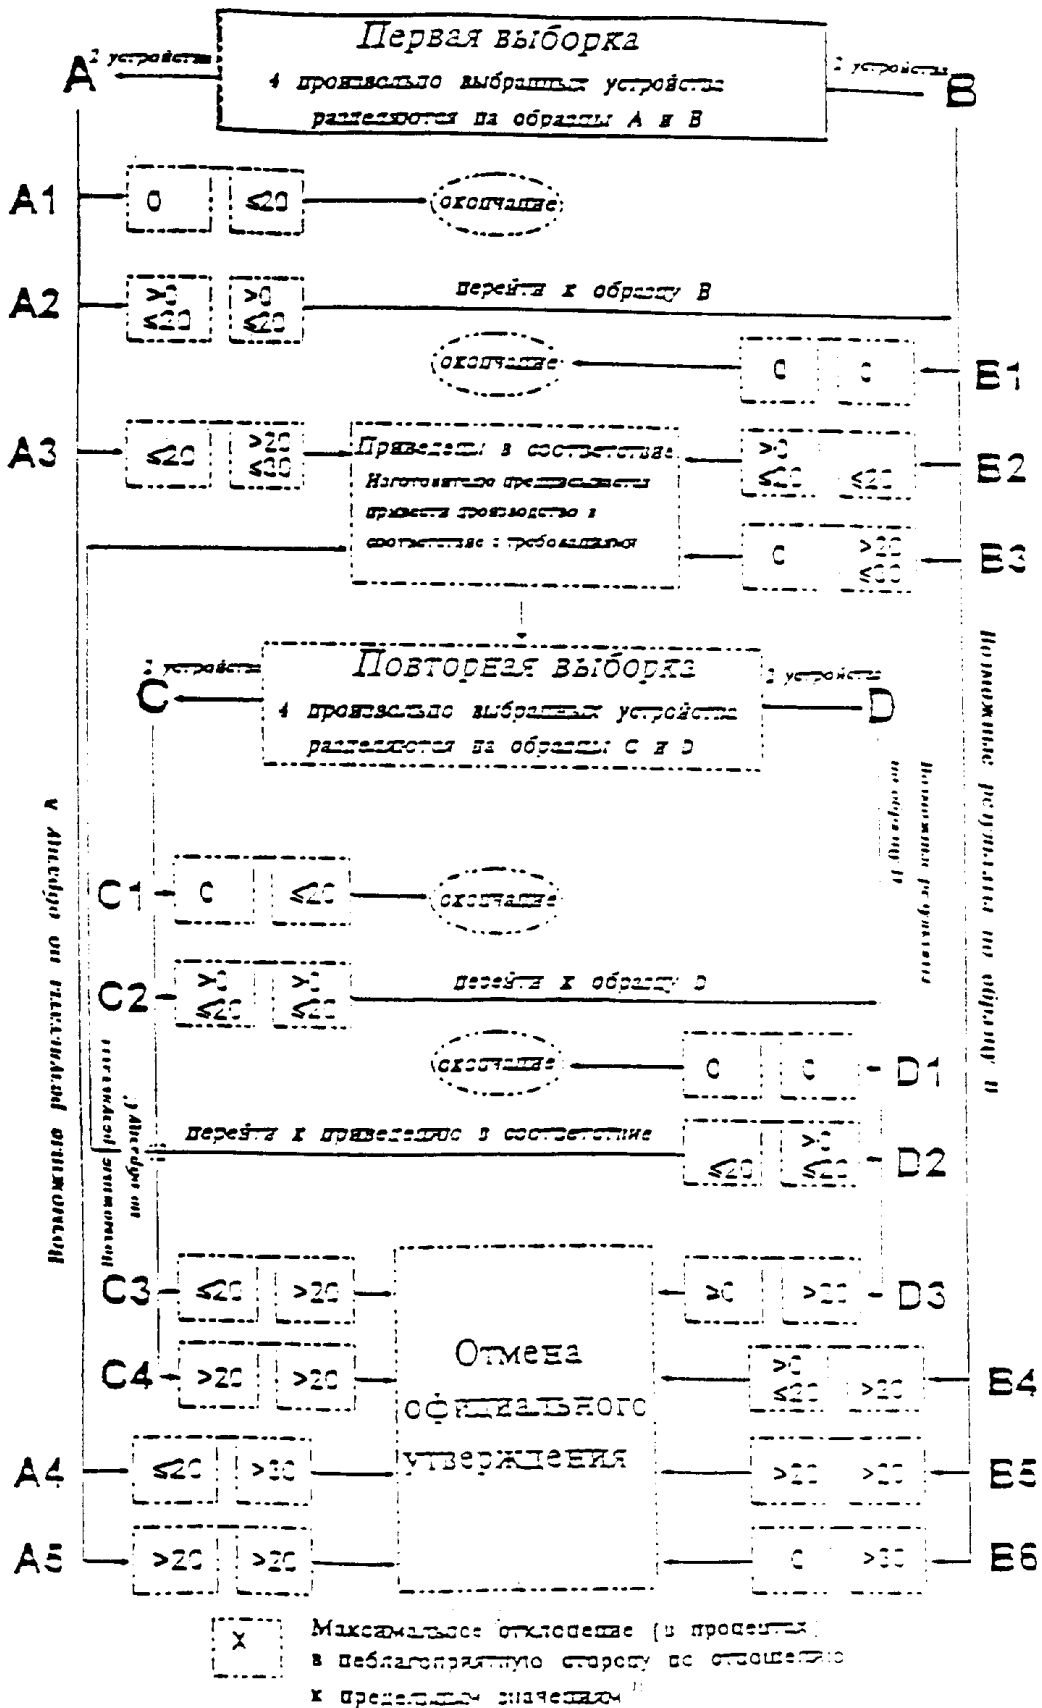 Первая выборка
2 устройства
2 устройства
A
B
4 произвольно выбранных устройства
разделяются на образцы A и B
A1
0
≤20
окончание
A2
>0
≤20
>0
≤20
перейти к образцу B
окончание
0
0
B1
A3
≤20
>20
≤30
Приведены в соответствие
Изготовителю предписывается
привести производство в
соответствие с требованиями
>0
≤20
≤20
B2
0
>20
≤30
B3
Повторная выборка
2 устройства
2 устройства
C
D
4 произвольно выбранных устройства
разделяются на образцы C и D
Возможные результаты по образцу A
Возможные результаты по образцу B
Возможные результаты
по образцу D
Возможные результаты
по образцу C
C1
0
≤20
окончание
C2
>0
≤20
>0
≤20
перейти к образцу D
окончание
0
0
D1
перейти к приведению в соответствие
≤20
>0
≤20
D2
C3
≤20
>20
≥0
>20
D3
Отмена
официального
утверждения
C4
>20
>20
>0
≤20
>20
B4
A4
≤20
>30
>20
>20
B5
A5
>20
>20
0
>30
B6
X
Максимальное отклонение (в процентах)
в неблагоприятную сторону по отношению
к предельным значениям